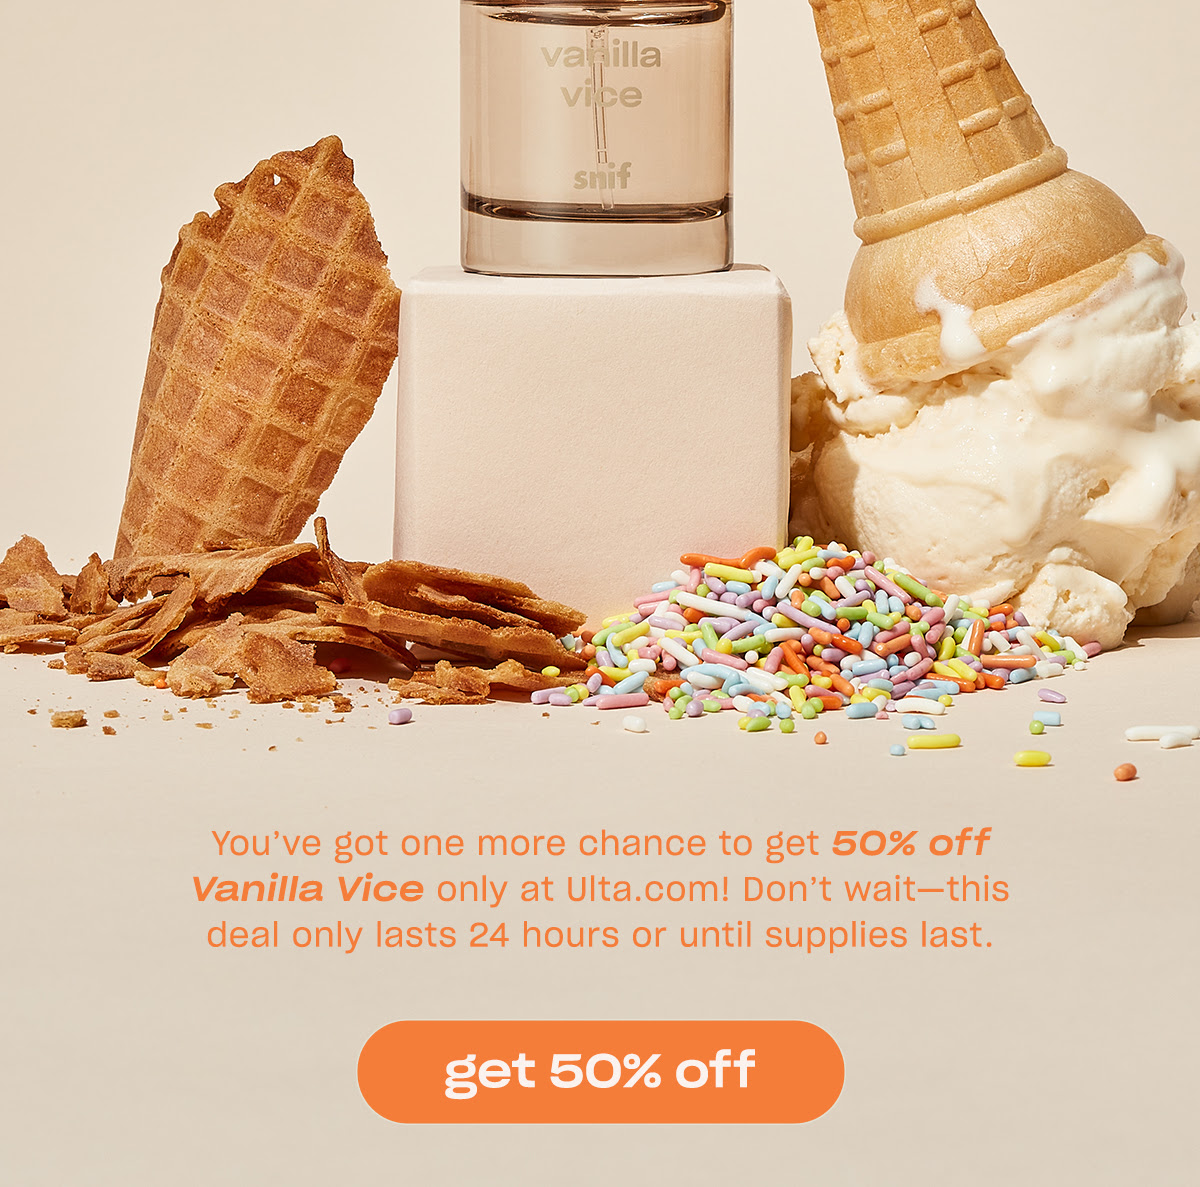 vanilla
vice
snif
You’ve got one more chance to get 50% off
Vanilla Vice only at Ulta.com! Don’t wait—this
deal only lasts 24 hours or until supplies last.
get 50% off